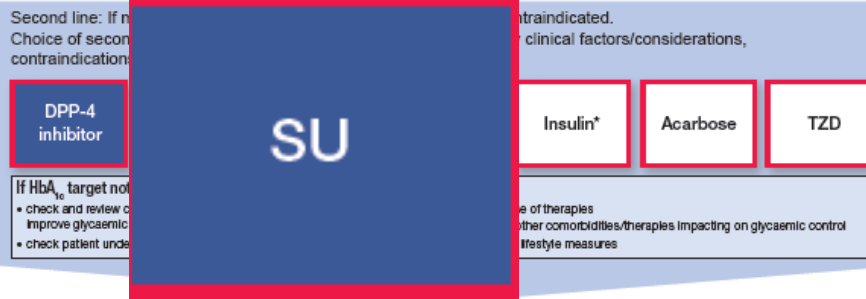 Second line: If
ntraindicated.
Choice of secon
clinical factors/considerations,
contraindication
DPP-4
inhibitor
SU
Insulin*
Acarbose
TZD
If HbA1c target not
• check and review
improve glycaemic
• check patient unde
e of therapies
other comorbidities/therapies impacting on glycaemic control
lifestyle measures